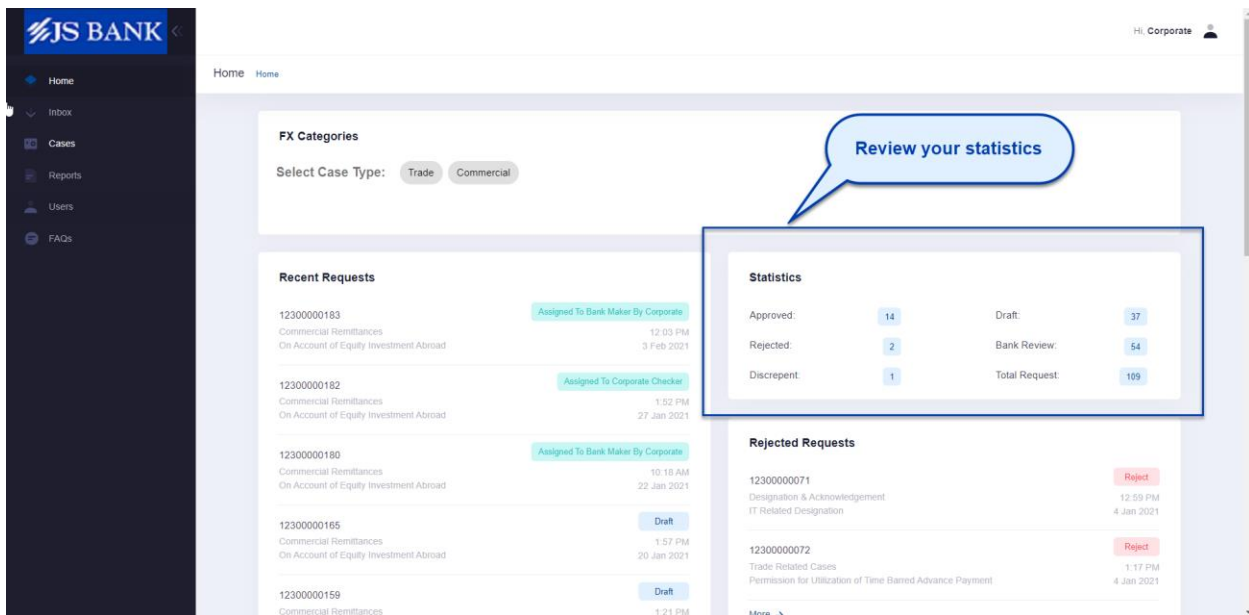 JS BANK
Hi, Corporate
Home
Inbox
Cases
Reports
Users
FAQs
Home Home
FX Categories
Select Case Type: Trade Commercial
Review your statistics
Recent Requests
12300000183 Assigned To Bank Maker By Corporate
Commercial Remittances 12:03 PM
On Account of Equity Investment Abroad 3 Feb 2021
12300000182 Assigned To Corporate Checker
Commercial Remittances 1:52 PM
On Account of Equity Investment Abroad 27 Jan 2021
12300000180 Assigned To Bank Maker By Corporate
Commercial Remittances 10:18 AM
On Account of Equity Investment Abroad 22 Jan 2021
12300000165 Draft
Commercial Remittances 1:57 PM
On Account of Equity Investment Abroad 20 Jan 2021
12300000159 Draft
Commercial Remittances 1:21 PM
Statistics
Approved: 14 Draft: 37
Rejected: 2 Bank Review: 54
Discrepent: 1 Total Request: 109
Rejected Requests
12300000071 Reject
Designation & Acknowledgement 12:59 PM
IT Related Designation 4 Jan 2021
12300000072 Reject
Trade Related Cases 1:17 PM
Permission for Utilization of Time Barred Advance Payment 4 Jan 2021
More >